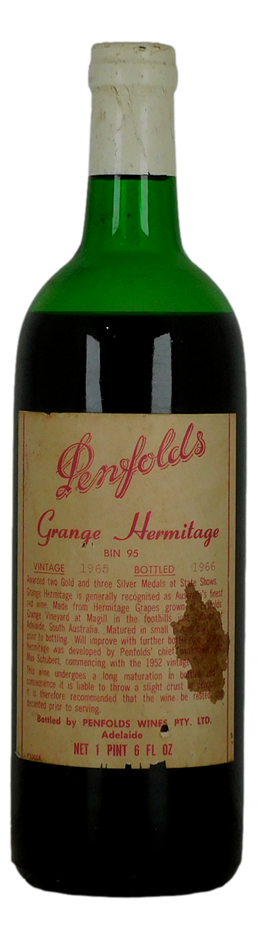 Penfolds
Grange Hermitage
BIN 95
VINTAGE 1965 BOTTLED 1966
Awarded two Gold and three Silver Medals at State Shows
Grange Hermitage is generally recognised as finest
red wine. Made from Hermitage Grapes grown
Grange Vineyard at Magill in the foothills
Adelaide, South Australia. Matured in small
prior to bottling. Will improve with further
Hermitage was developed by Penfolds' chief
Max Schubert, commencing with the 1952 vintage
This wine undergoes a long maturation in
consequence it is liable to throw a slight crust
it is therefore recommended that the wine be
decanted prior to serving.
Bottled by PENFOLDS WINES PTY. LTD.
Adelaide
NET 1 PINT 6 FL OZ